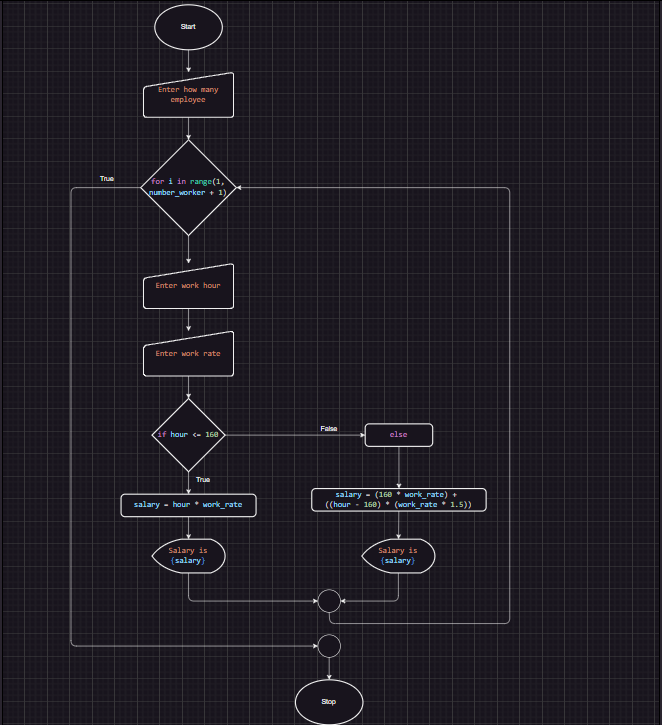 Start
Enter how many
employee
True
for i in range(1,
number_worker + 1)
Enter work hour
Enter work rate
if hour <= 160
False
else
True
salary = hour * work_rate
salary = (160 * work_rate) +
((hour - 160) * (work_rate * 1.5))
Salary is
{salary}
Salary is
{salary}
Stop